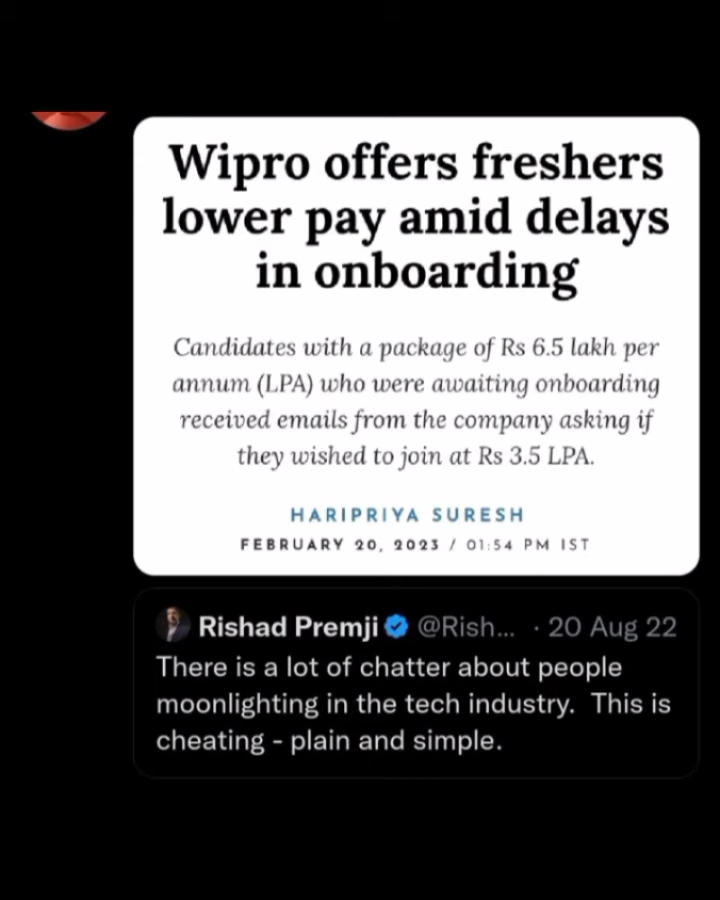 Wipro offers freshers
lower pay amid delays
in onboarding
Candidates with a package of Rs 6.5 lakh per
annum (LPA) who were awaiting onboarding
received emails from the company asking if
they wished to join at Rs 3.5 LPA.
HARIPRIYA SURESH
FEBRUARY 20, 2023 / 01:54 PM IST
Rishad Premji @Rish... · 20 Aug 22
There is a lot of chatter about people
moonlighting in the tech industry. This is
cheating - plain and simple.